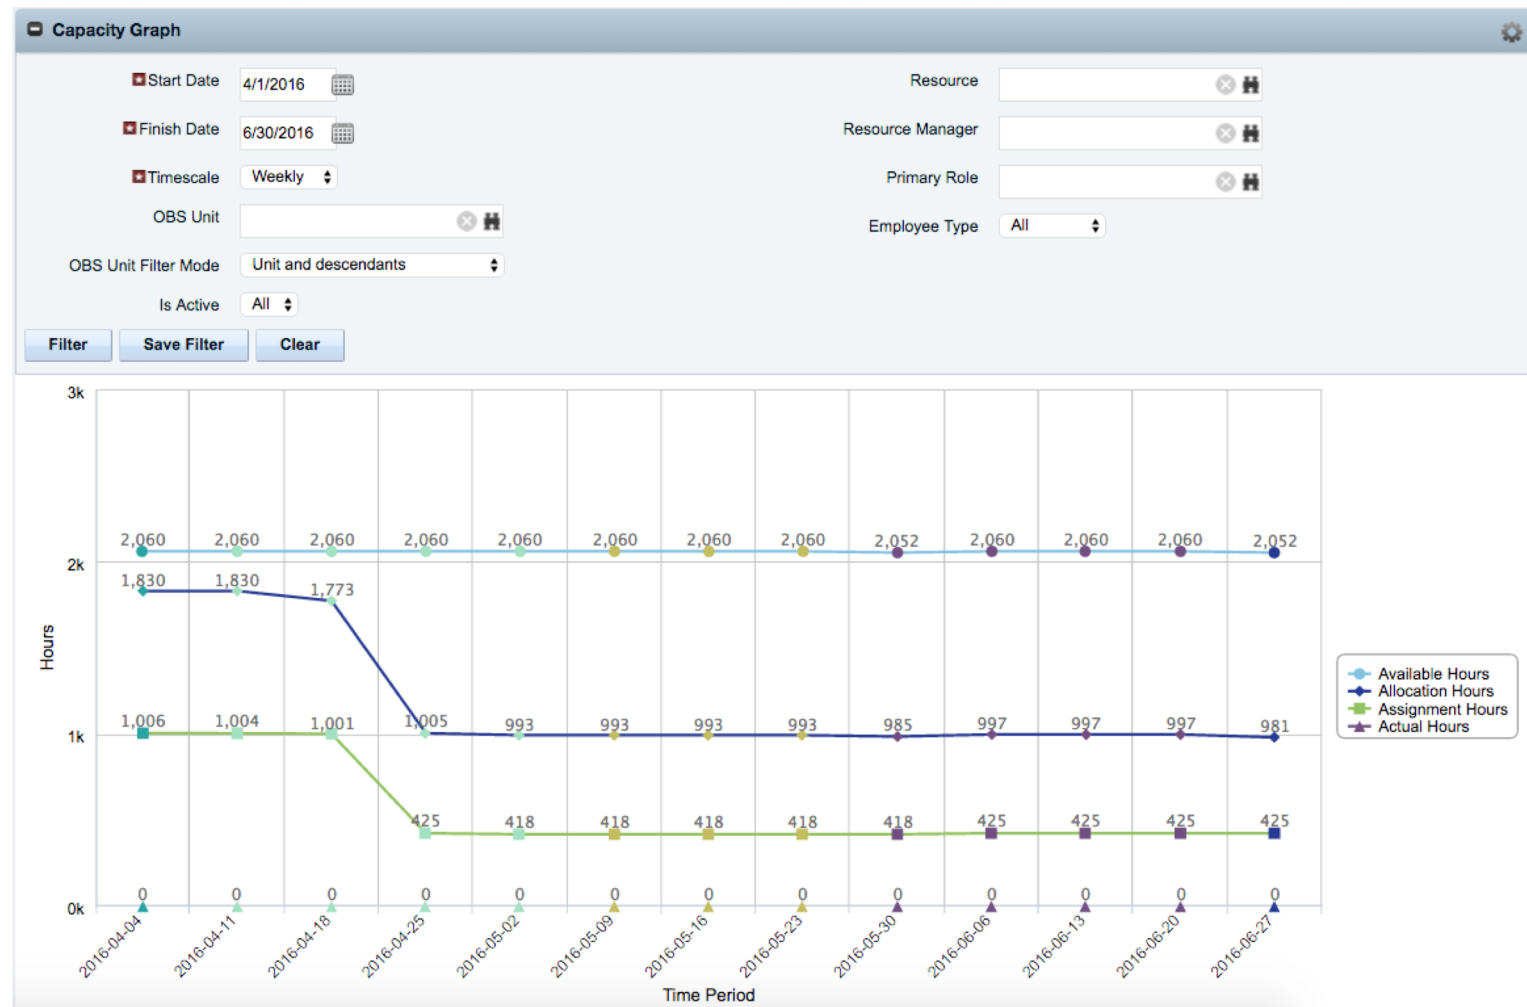 Capacity Graph
Start Date 4/1/2016
Finish Date 6/30/2016
Timescale Weekly
OBS Unit
OBS Unit Filter Mode Unit and descendants
Is Active All
Resource
Resource Manager
Primary Role
Employee Type All
Filter Save Filter Clear
3k
2,060 2,060 2,060 2,060 2,060 2,060 2,060 2,060 2,052 2,060 2,060 2,060 2,052
2k
1,830 1,830 1,773
Hours
1,006 1,004 1,001 1,005 993 993 993 993 985 997 997 997 981
1k
425 418 418 418 418 418 425 425 425 425
0 0 0 0 0 0 0 0 0 0 0 0 0
0k
2016-04-04 2016-04-11 2016-04-18 2016-04-25 2016-05-02 2016-05-09 2016-05-16 2016-05-23 2016-05-30 2016-06-06 2016-06-13 2016-06-20 2016-06-27
Time Period
Available Hours
Allocation Hours
Assignment Hours
Actual Hours